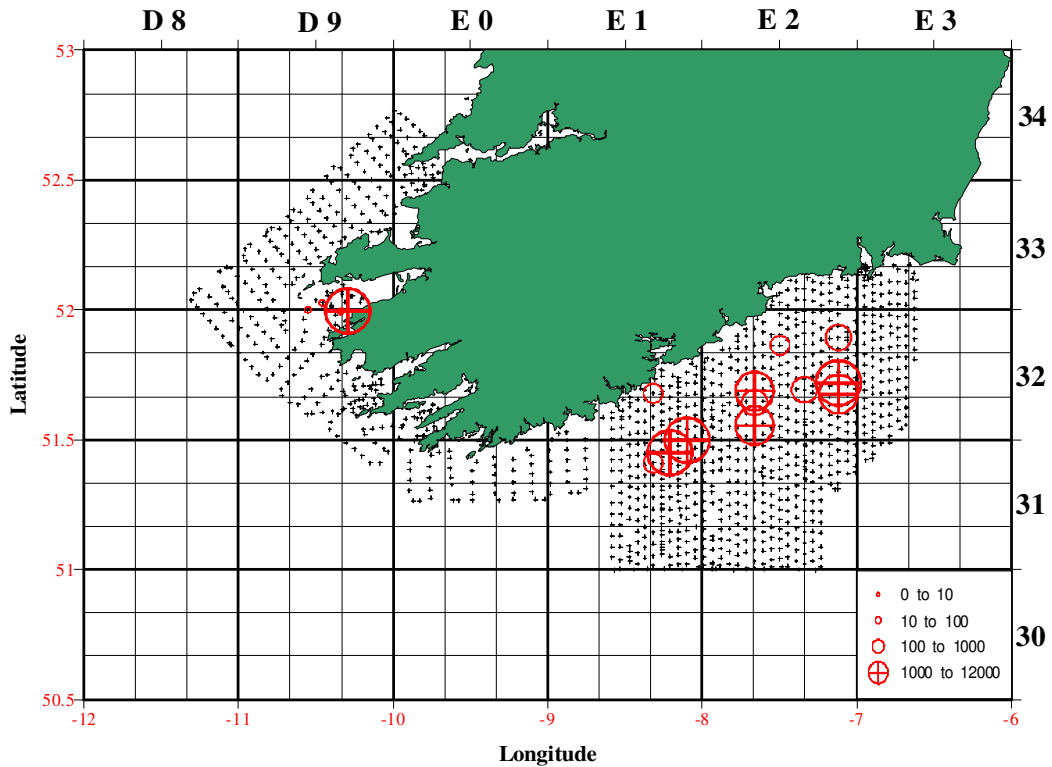 D 8 D 9 E 0 E 1 E 2 E 3
53
34
52.5
33
52
Latitude
32
51.5
31
51
0 to 10
10 to 100
100 to 1000
30
1000 to 12000
50.5
-12 -11 -10 -9 -8 -7 -6
Longitude